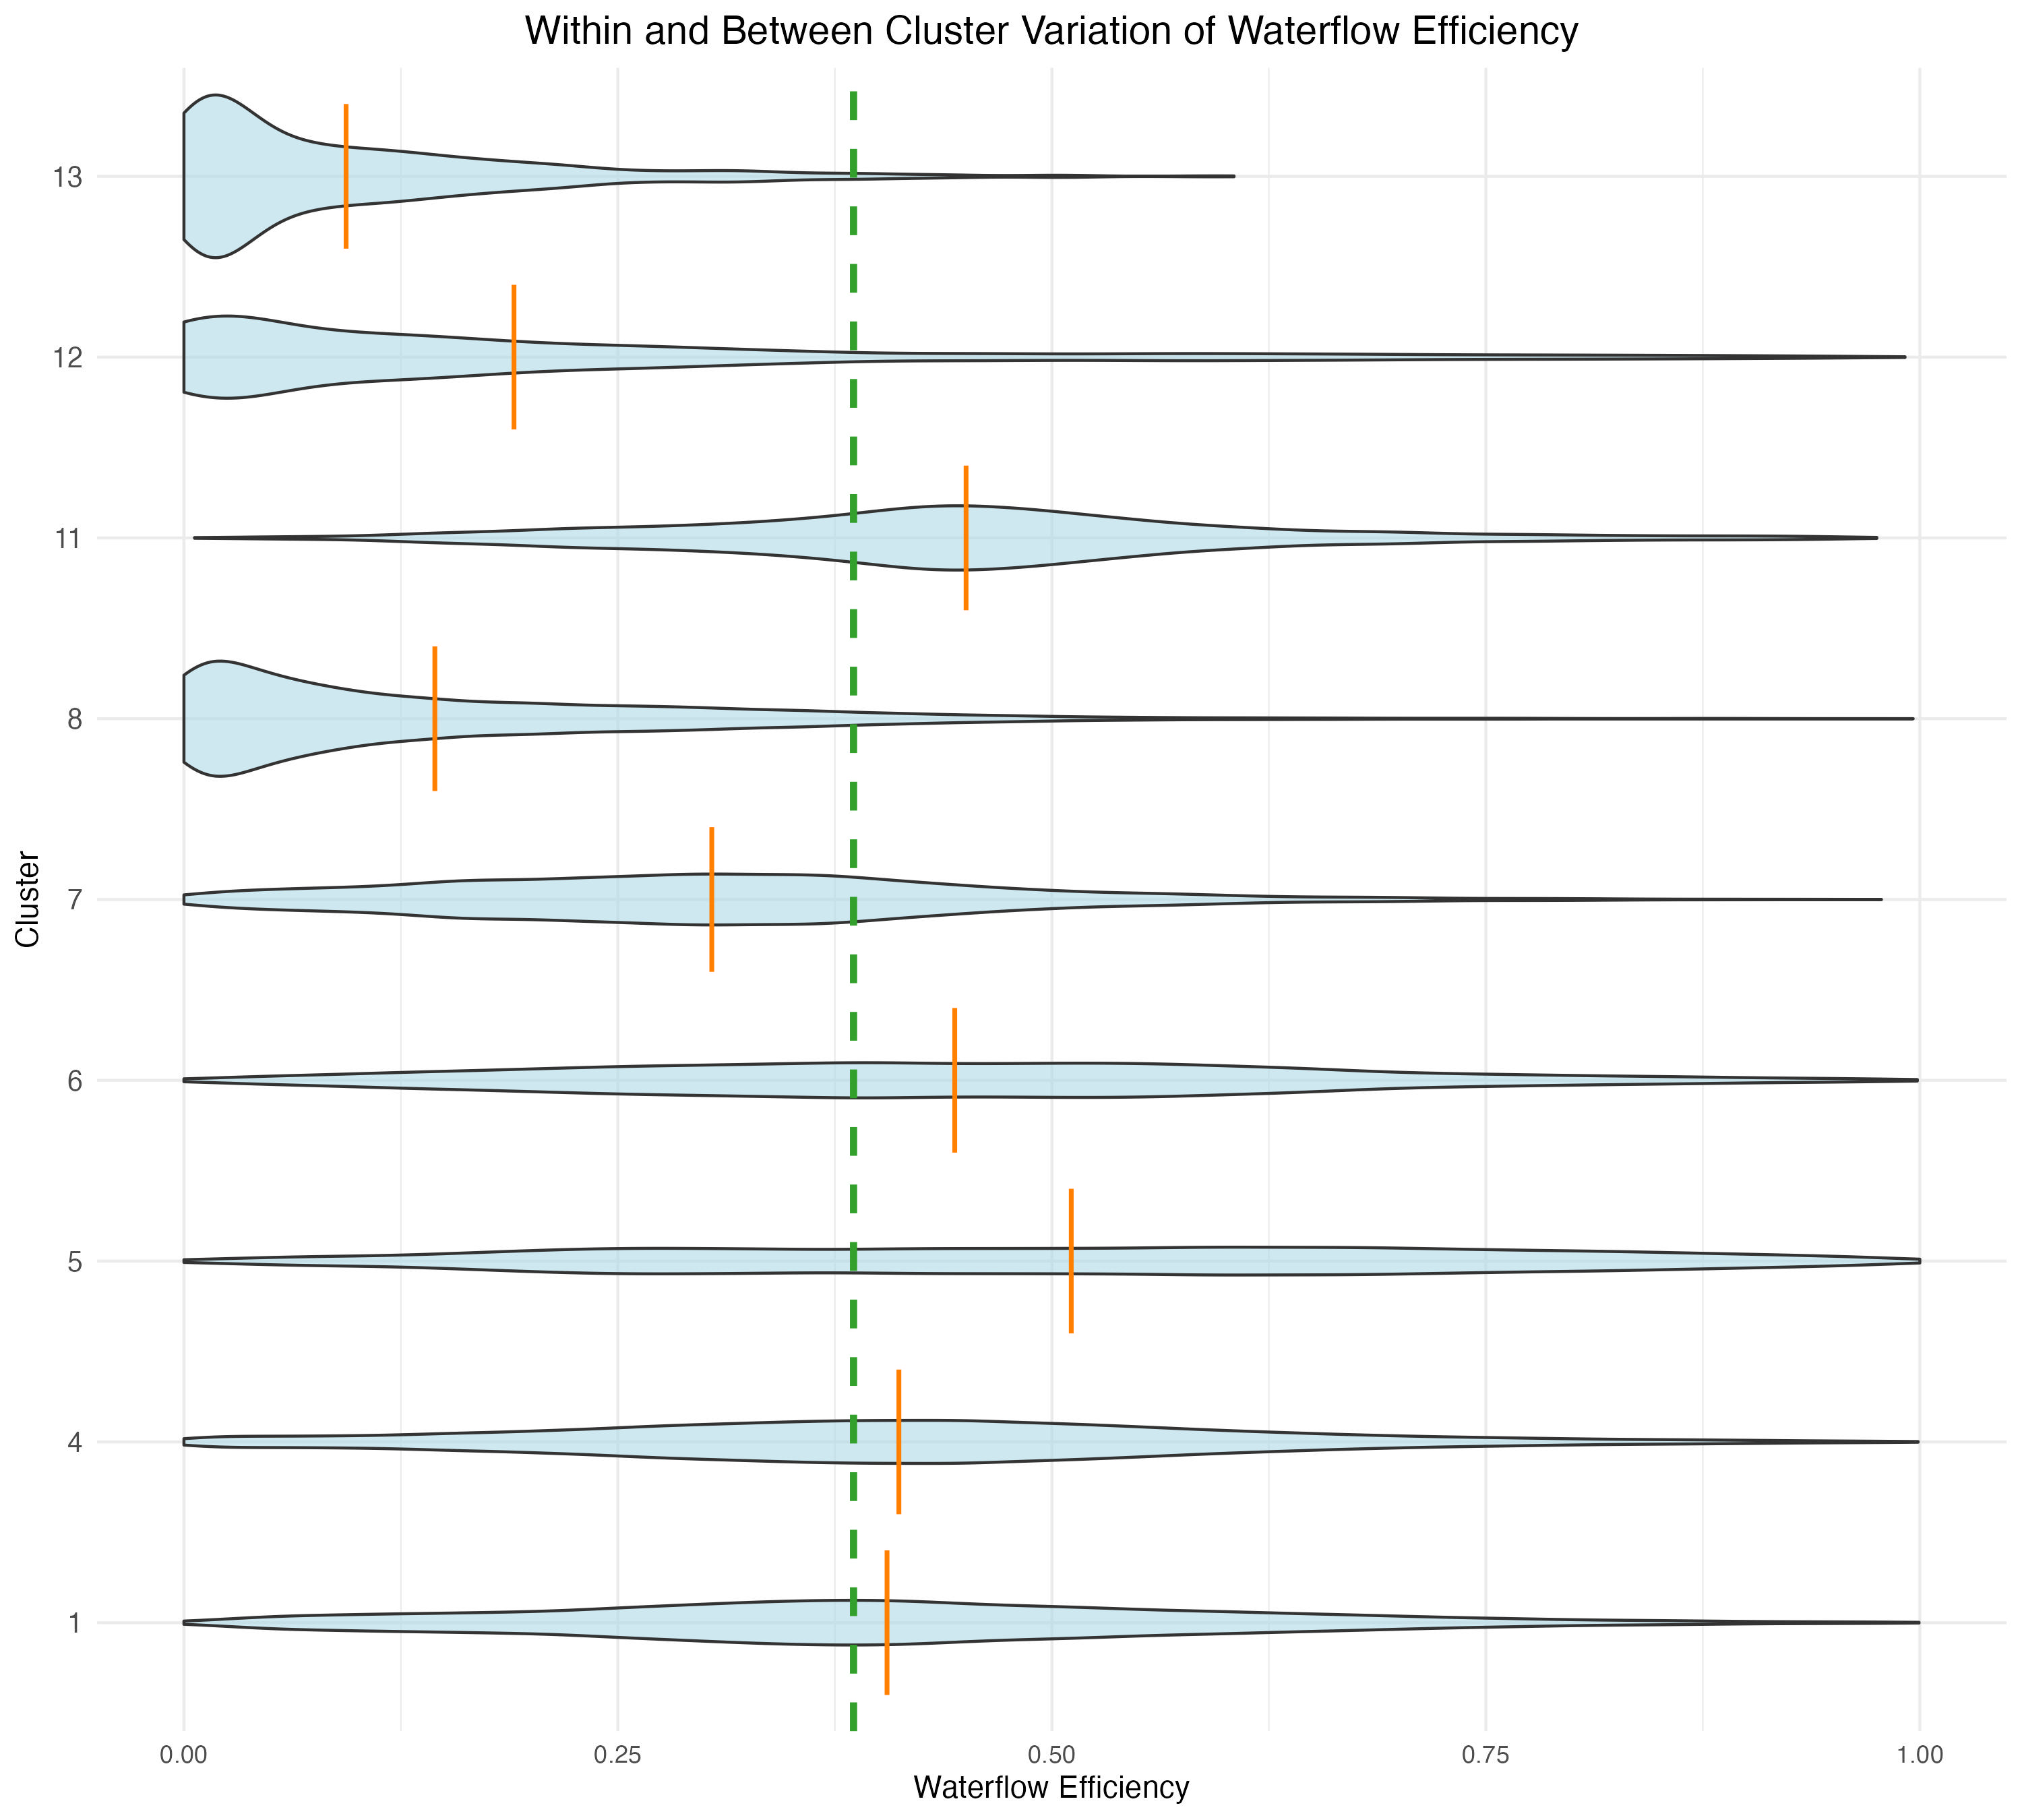 Within and Between Cluster Variation of Waterflow Efficiency
Cluster
13
12
11
8
7
6
5
4
1
0.00 0.25 0.50 0.75 1.00
Waterflow Efficiency